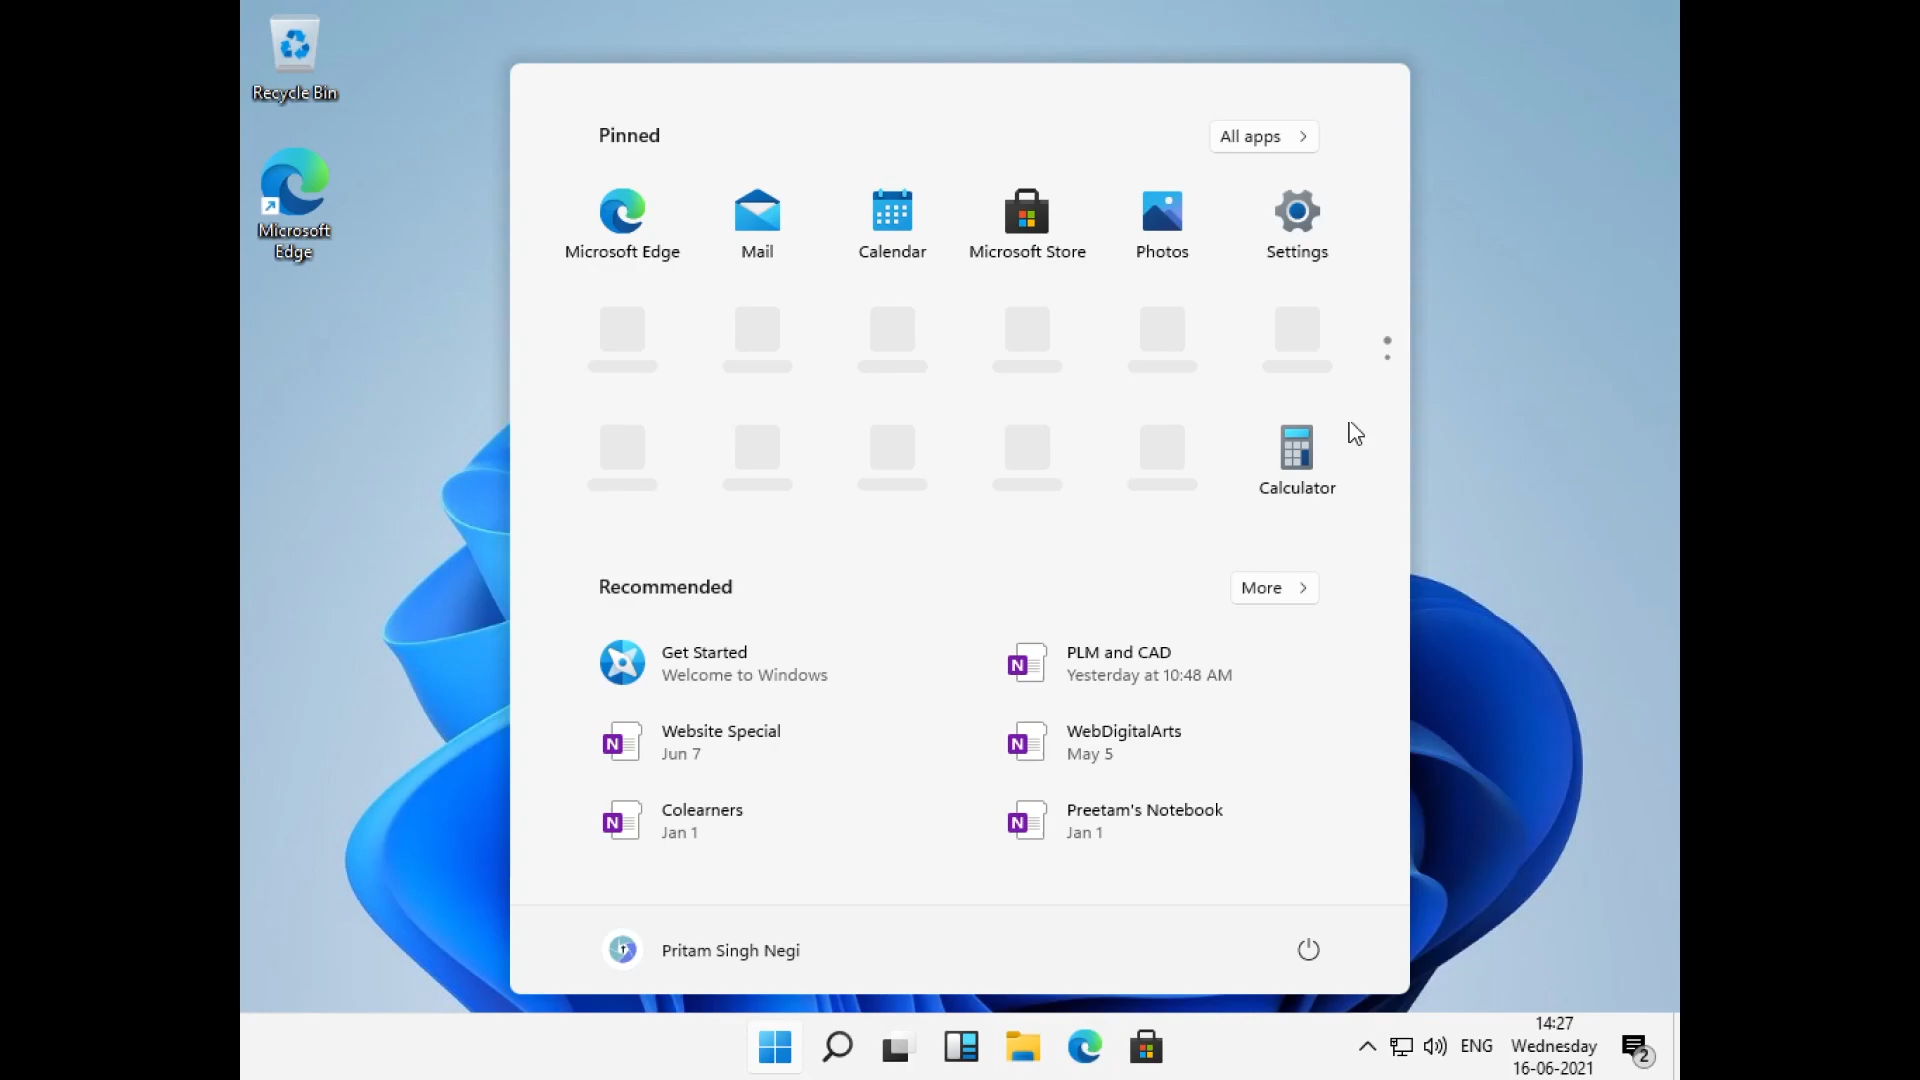 Recycle Bin
Microsoft
Edge
Pinned
All apps
Microsoft Edge
Mail
Calendar
Microsoft Store
Photos
Settings
Calculator
Recommended
More
Get Started
Welcome to Windows
PLM and CAD
Yesterday at 10:48 AM
Website Special
Jun 7
WebDigitalArts
May 5
Colearners
Jan 1
Preetam's Notebook
Jan 1
Pritam Singh Negi
ENG
14:27
Wednesday
16-06-2021
2